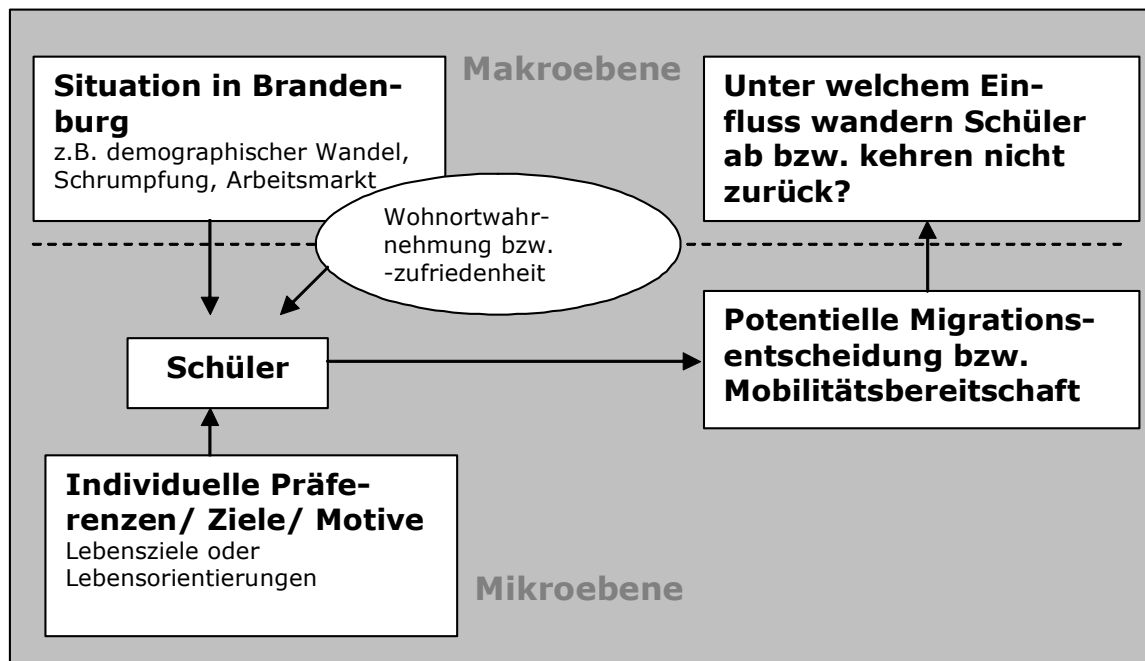 Makroebene
Situation in Branden-
burg
z.B. demographischer Wandel,
Schrumpfung, Arbeitsmarkt
Unter welchem Ein-
fluss wandern Schüler
ab bzw. kehren nicht
zurück?
Wohnortwahr-
nehmung bzw.
-zufriedenheit
Schüler
Potentielle Migrations-
entscheidung bzw.
Mobilitätsbereitschaft
Individuelle Präfe-
renzen/ Ziele/ Motive
Lebensziele oder
Lebensorientierungen
Mikroebene